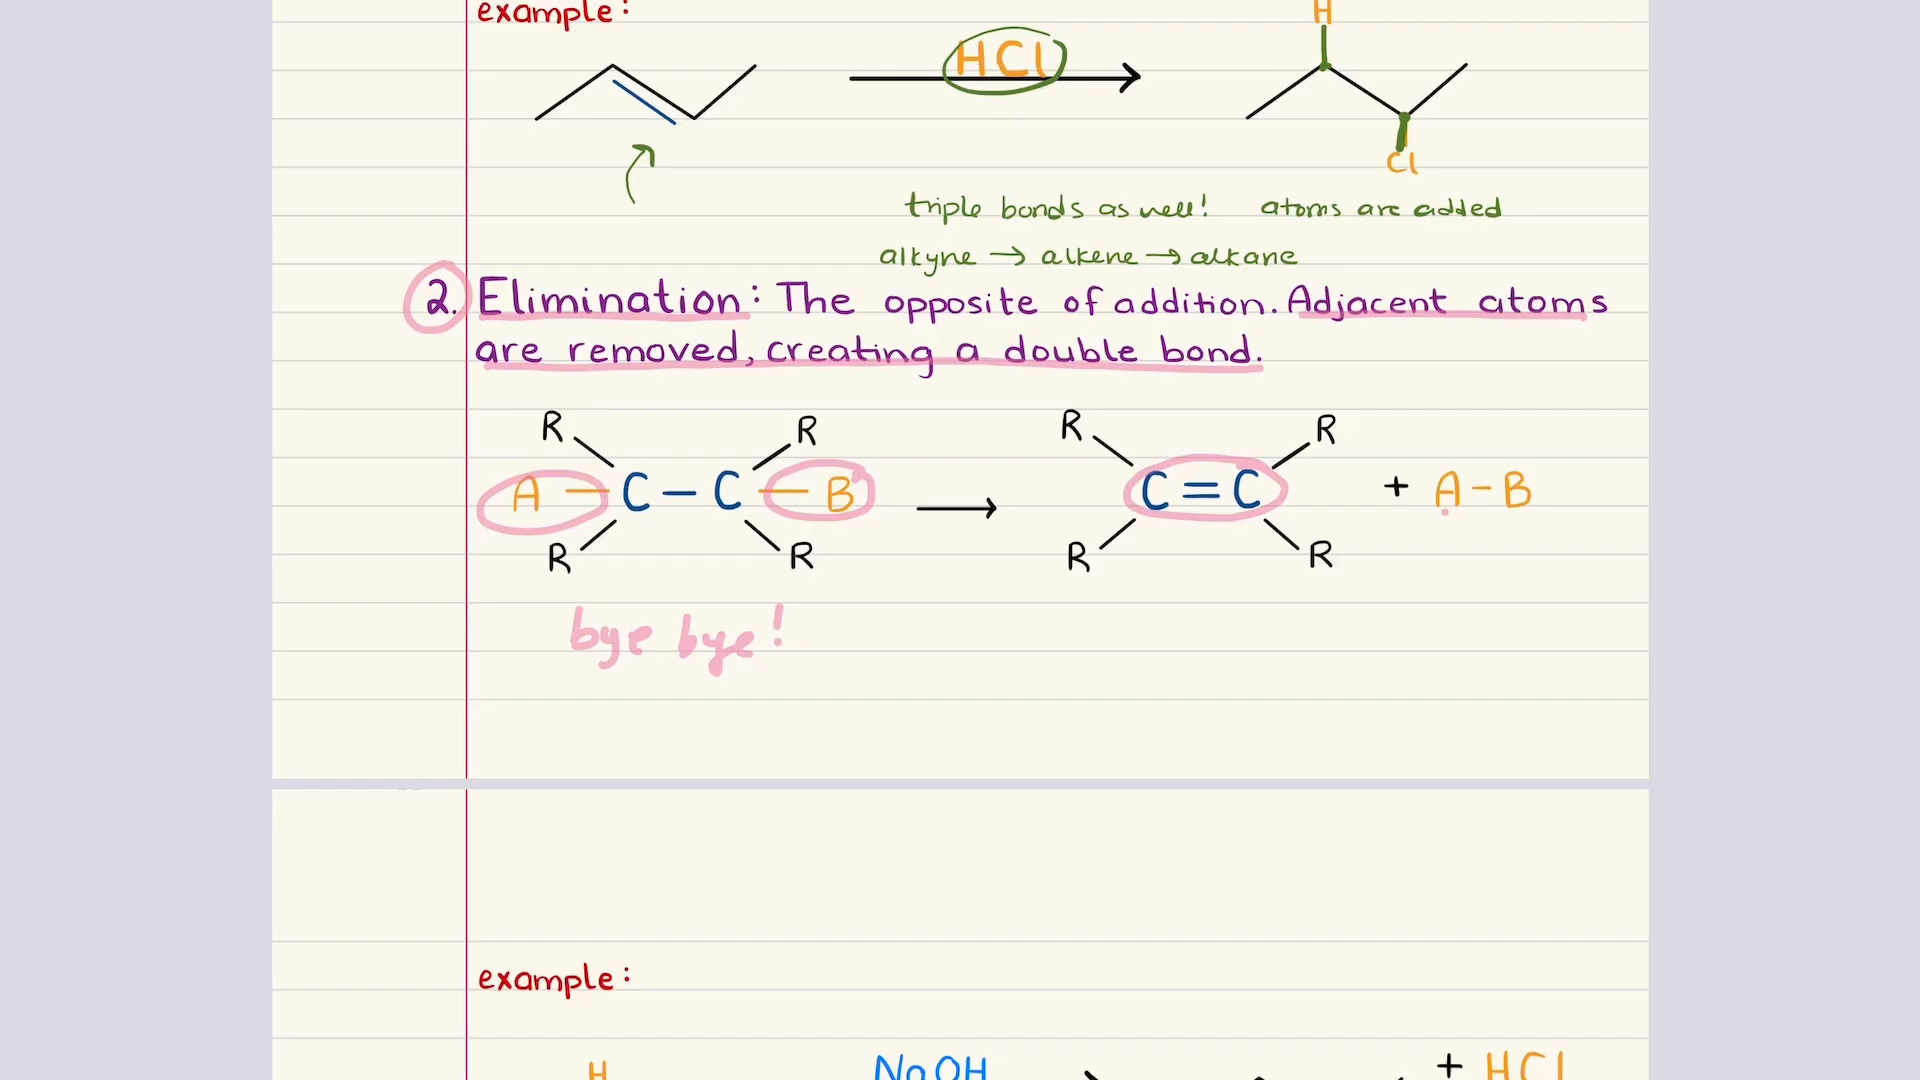 example:
H
HCl
Cl
triple bonds as well! atoms are added
alkyne → alkene → alkane
2. Elimination: The opposite of addition. Adjacent atoms
are removed, creating a double bond.
R R R R
A — C — C — B → C = C + A - B
R R R R
bye bye!
example:
H NaOH + HCl